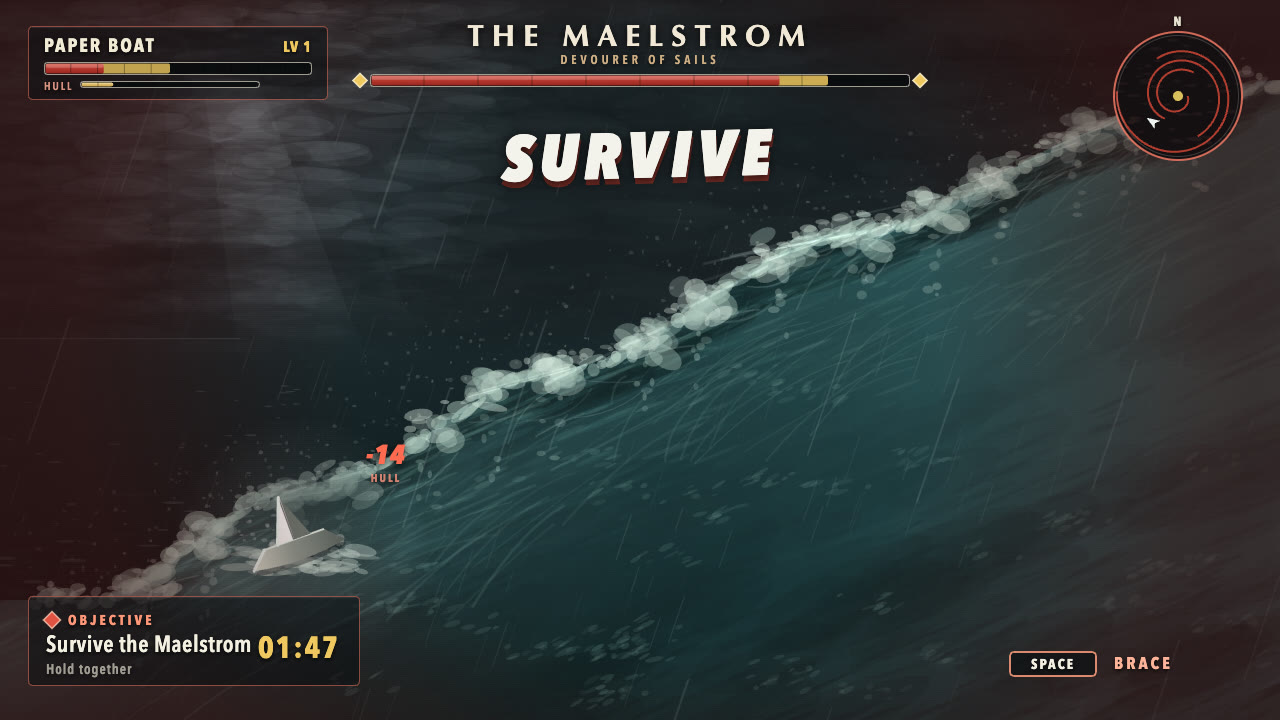 PAPER BOAT LV 1
HULL
THE MAELSTROM
DEVOURER OF SAILS
N
SURVIVE
-14
HULL
OBJECTIVE
Survive the Maelstrom 01:47
Hold together
SPACE BRACE